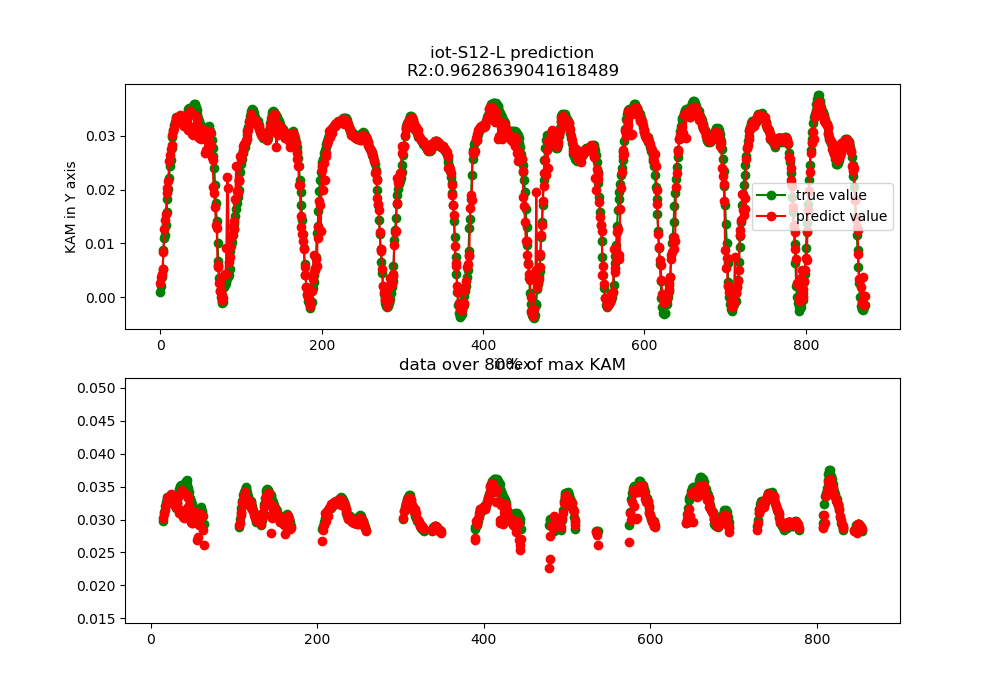 iot-S12-L prediction
R2:0.9628639041618489
KAM in Y axis
0.03
0.02
0.01
0.00
true value
predict value
0 200 400 600 800
index
data over 80% of max KAM
0.050
0.045
0.040
0.035
0.030
0.025
0.020
0.015
0 200 400 600 800